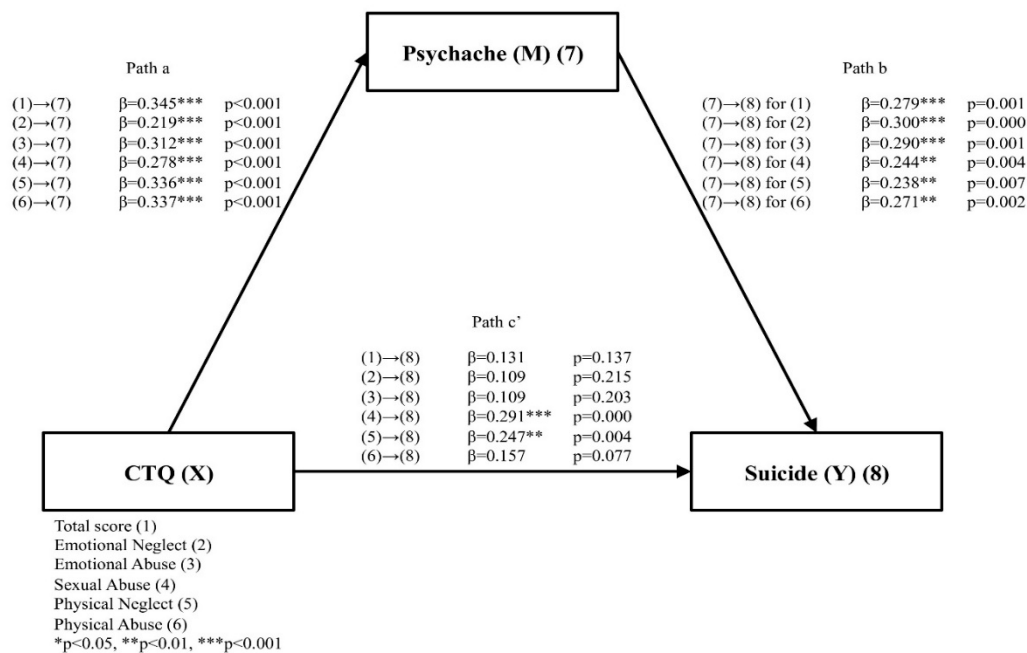 Psychache (M) (7)
Path a
(1)→(7) β=0.345*** p<0.001
(2)→(7) β=0.219*** p<0.001
(3)→(7) β=0.312*** p<0.001
(4)→(7) β=0.278*** p<0.001
(5)→(7) β=0.336*** p<0.001
(6)→(7) β=0.337*** p<0.001
Path b
(7)→(8) for (1) β=0.279*** p=0.001
(7)→(8) for (2) β=0.300*** p=0.000
(7)→(8) for (3) β=0.290*** p=0.001
(7)→(8) for (4) β=0.244** p=0.004
(7)→(8) for (5) β=0.238** p=0.007
(7)→(8) for (6) β=0.271** p=0.002
Path c’
(1)→(8) β=0.131 p=0.137
(2)→(8) β=0.109 p=0.215
(3)→(8) β=0.109 p=0.203
(4)→(8) β=0.291*** p=0.000
(5)→(8) β=0.247** p=0.004
(6)→(8) β=0.157 p=0.077
CTQ (X)
Suicide (Y) (8)
Total score (1)
Emotional Neglect (2)
Emotional Abuse (3)
Sexual Abuse (4)
Physical Neglect (5)
Physical Abuse (6)
*p<0.05, **p<0.01, ***p<0.001